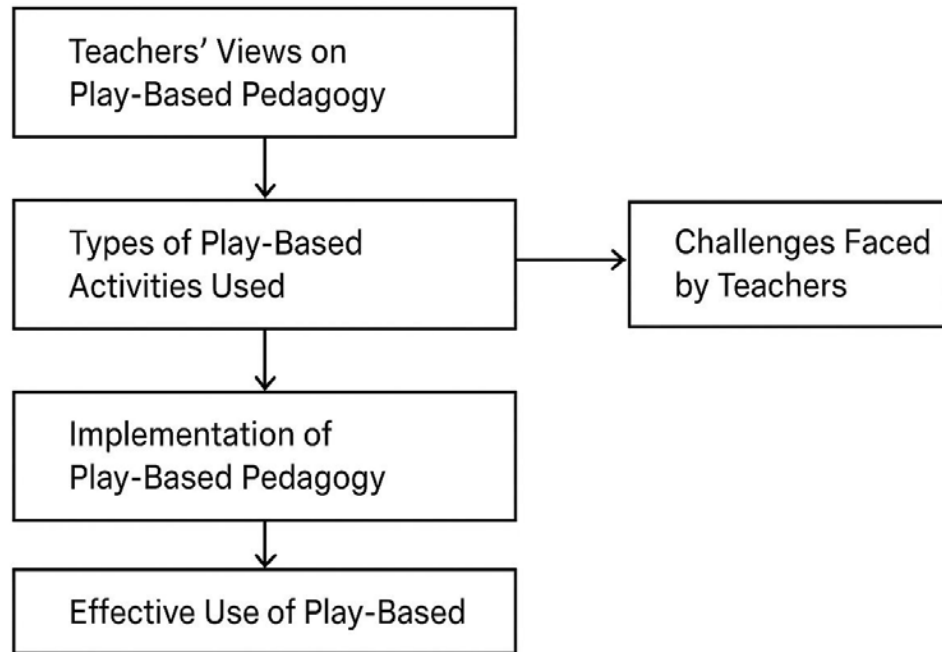 Teachers’ Views on
Play-Based Pedagogy
Types of Play-Based
Activities Used
Challenges Faced
by Teachers
Implementation of
Play-Based Pedagogy
Effective Use of Play-Based